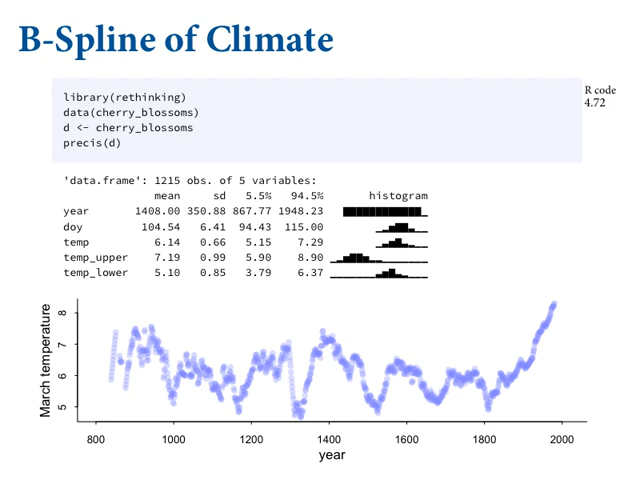 B-Spline of Climate
library(rethinking)
data(cherry_blossoms)
d <- cherry_blossoms
precis(d)
R code
4.72
'data.frame': 1215 obs. of 5 variables:
mean sd 5.5% 94.5% histogram
year 1408.00 350.88 867.77 1948.23
doy 104.54 6.41 94.43 115.00
temp 6.14 0.66 5.15 7.29
temp_upper 7.19 0.99 5.90 8.90
temp_lower 5.10 0.85 3.79 6.37
March temperature
8
7
6
5
800 1000 1200 1400 1600 1800 2000
year